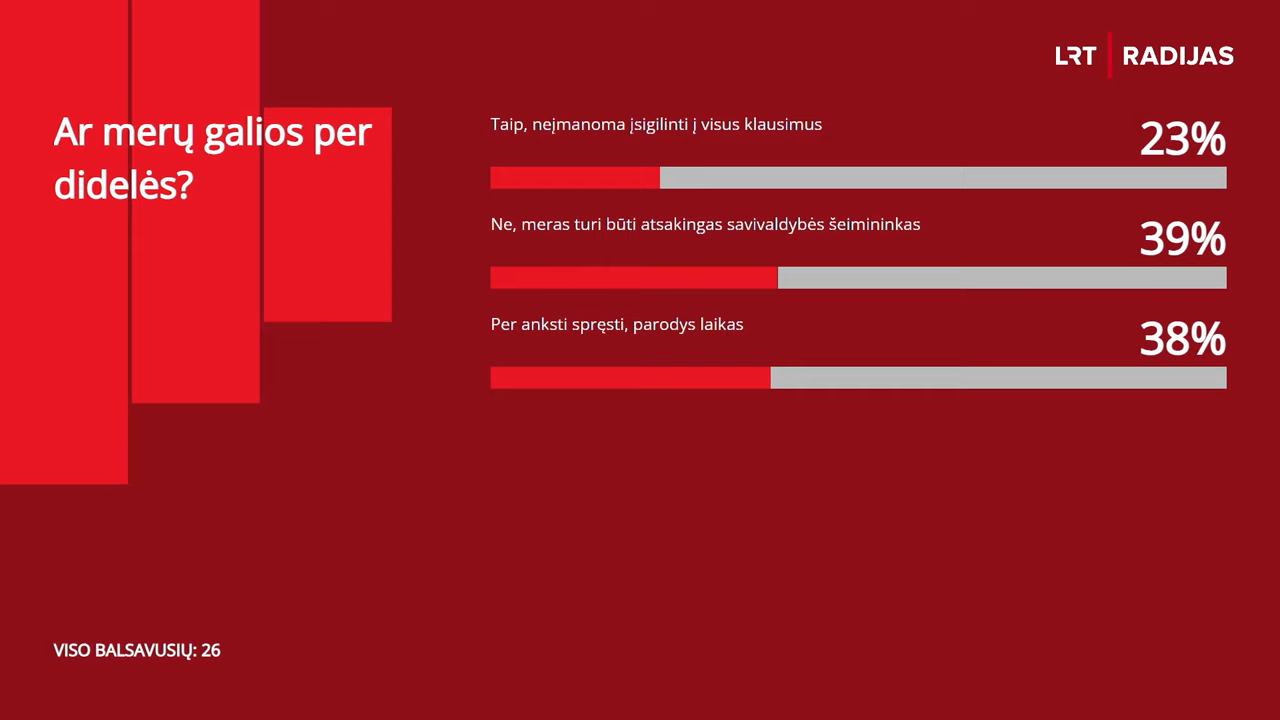 LRT RADIJAS
Ar merų galios per
didelės?
Taip, neįmanoma įsigilinti į visus klausimus
23%
Ne, meras turi būti atsakingas savivaldybės šeimininkas
39%
Per anksti spręsti, parodys laikas
38%
VISO BALSAVUSIŲ: 26